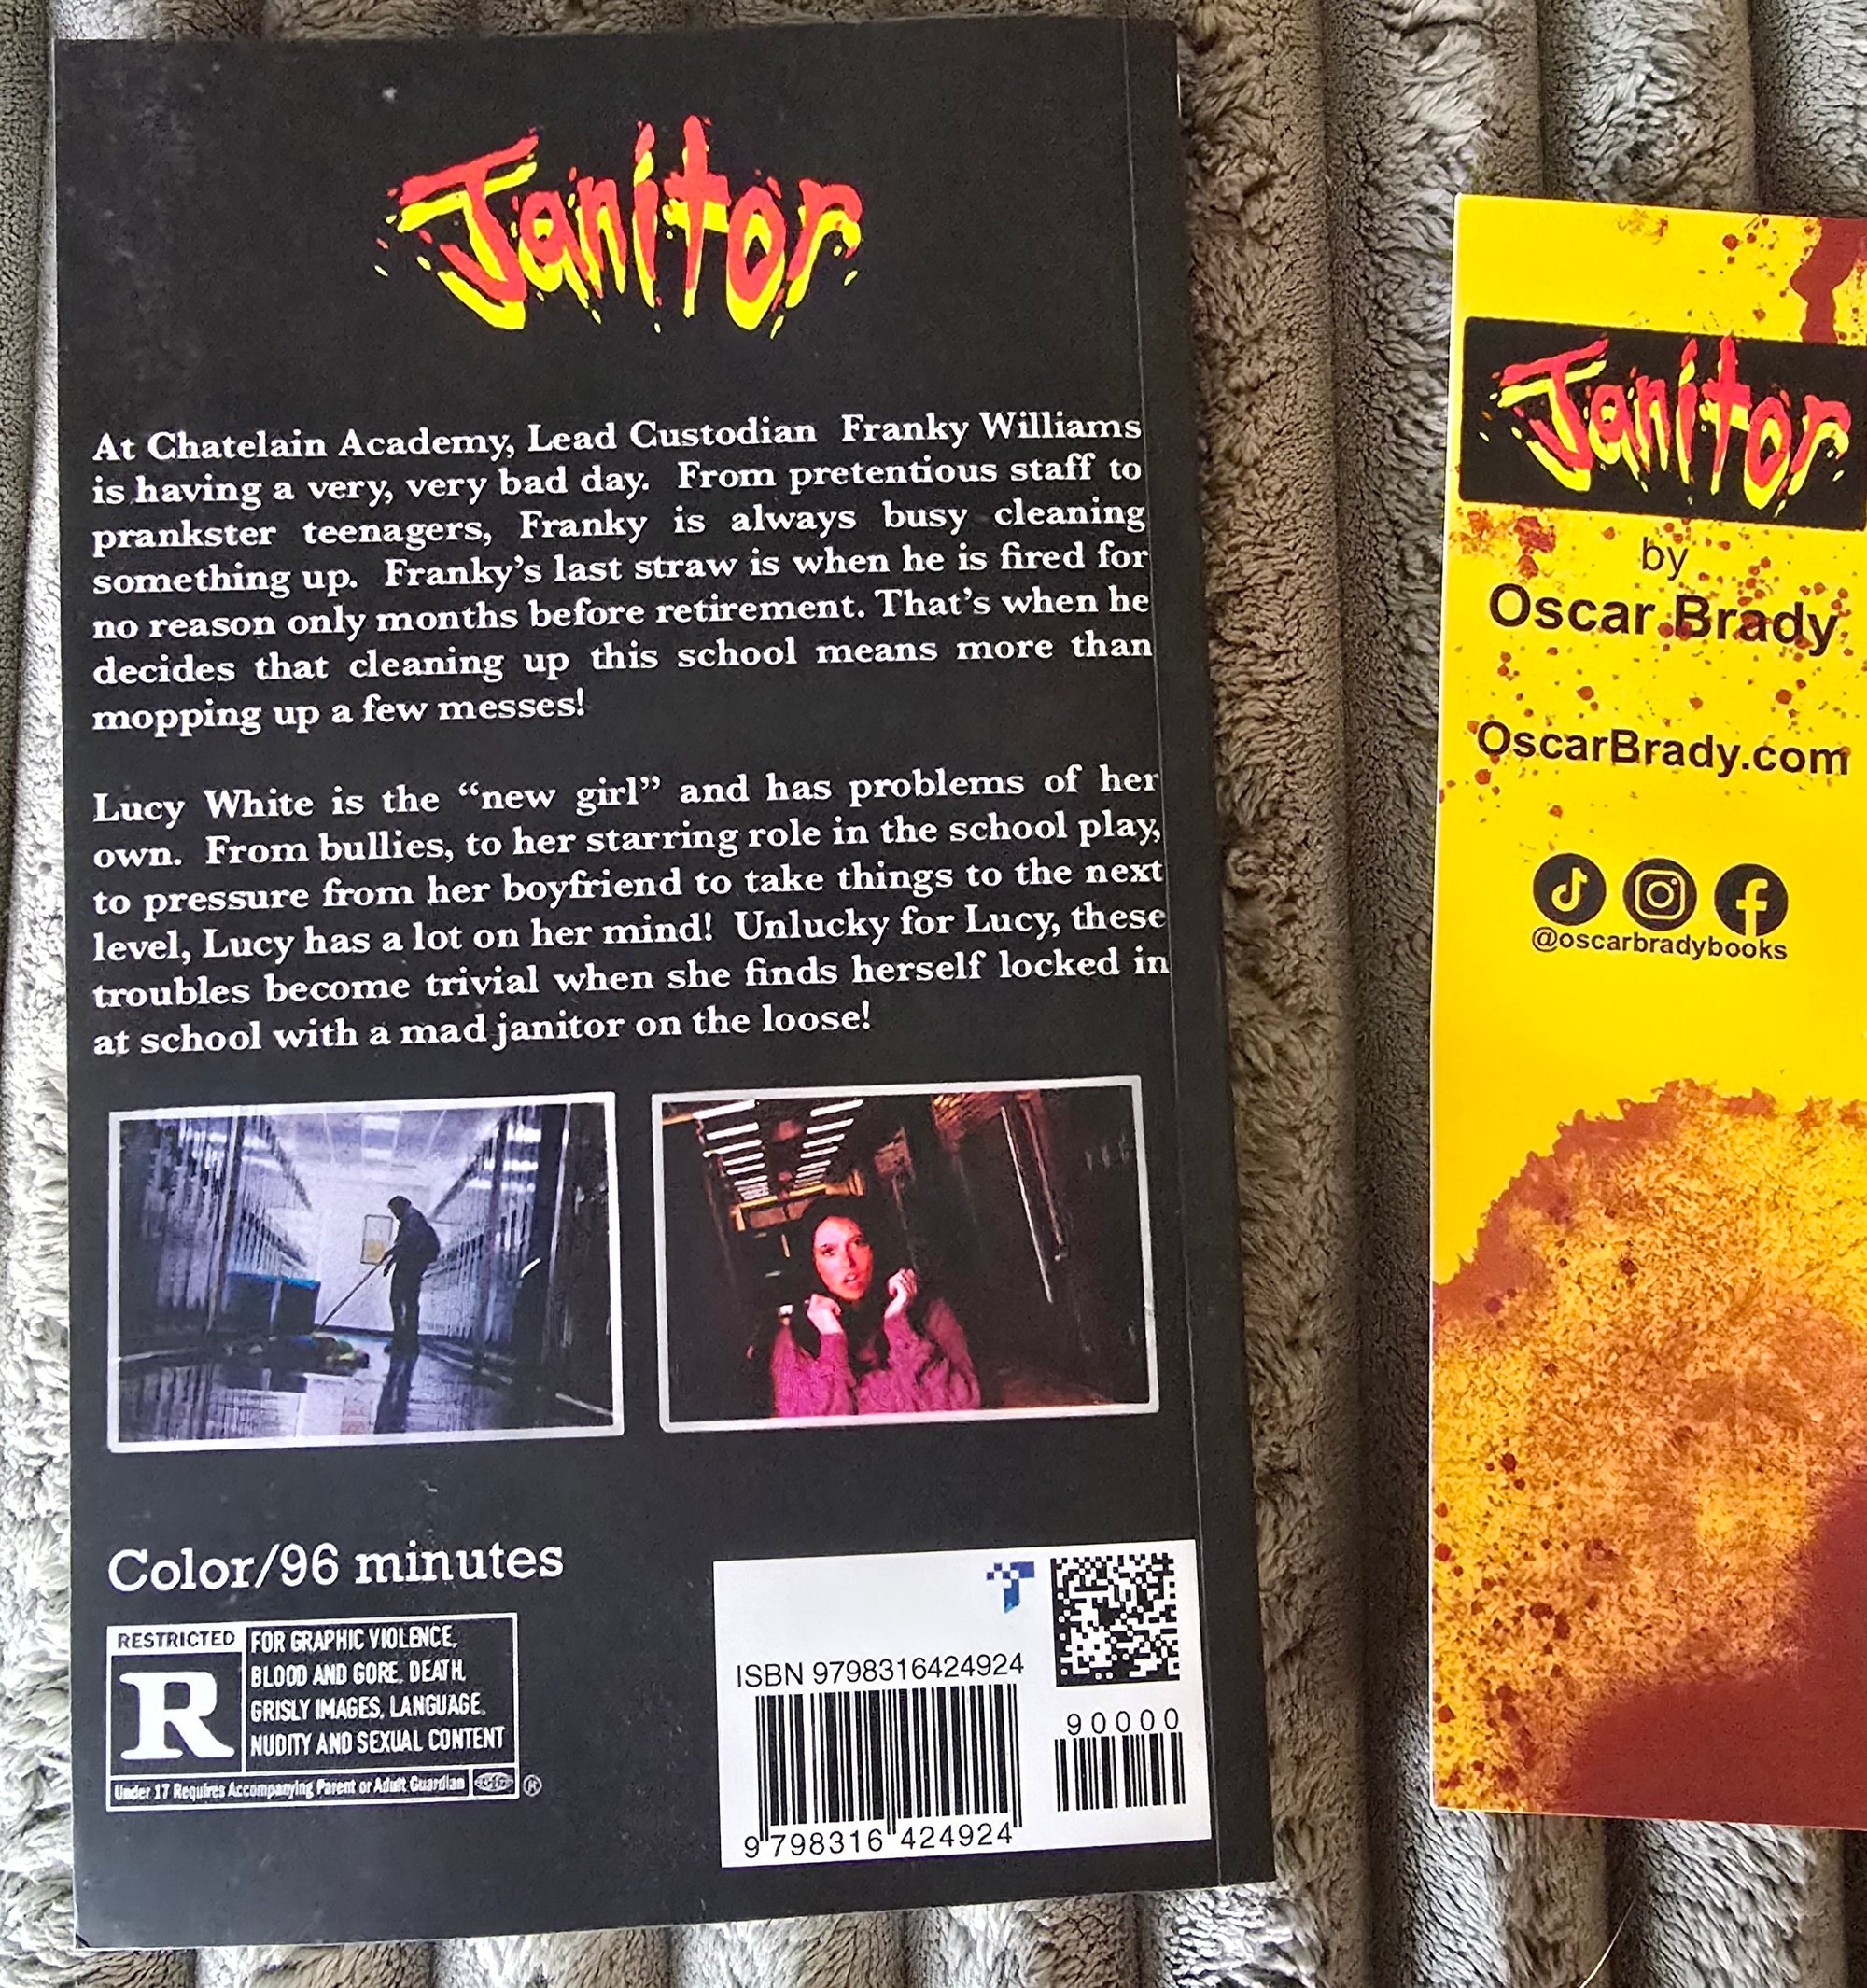 Janitor
At Chatelain Academy, Lead Custodian Franky Williams
is having a very, very bad day. From pretentious staff to
prankster teenagers, Franky is always busy cleaning
something up. Franky's last straw is when he is fired for
no reason only months before retirement. That's when he
decides that cleaning up this school means more than
mopping up a few messes!
Lucy White is the “new girl” and has problems of her
own. From bullies, to her starring role in the school play,
to pressure from her boyfriend to take things to the next
level, Lucy has a lot on her mind! Unlucky for Lucy, these
troubles become trivial when she finds herself locked in
at school with a mad janitor on the loose!
Color/96 minutes
RESTRICTED
R
FOR GRAPHIC VIOLENCE,
BLOOD AND GORE, DEATH,
GRISLY IMAGES, LANGUAGE,
NUDITY AND SEXUAL CONTENT
Under 17 Requires Accompanying Parent or Adult Guardian
®
ISBN 9798316424924
90000
9 798316 424924
Janitor
by
Oscar Brady
OscarBrady.com
@oscarbradybooks